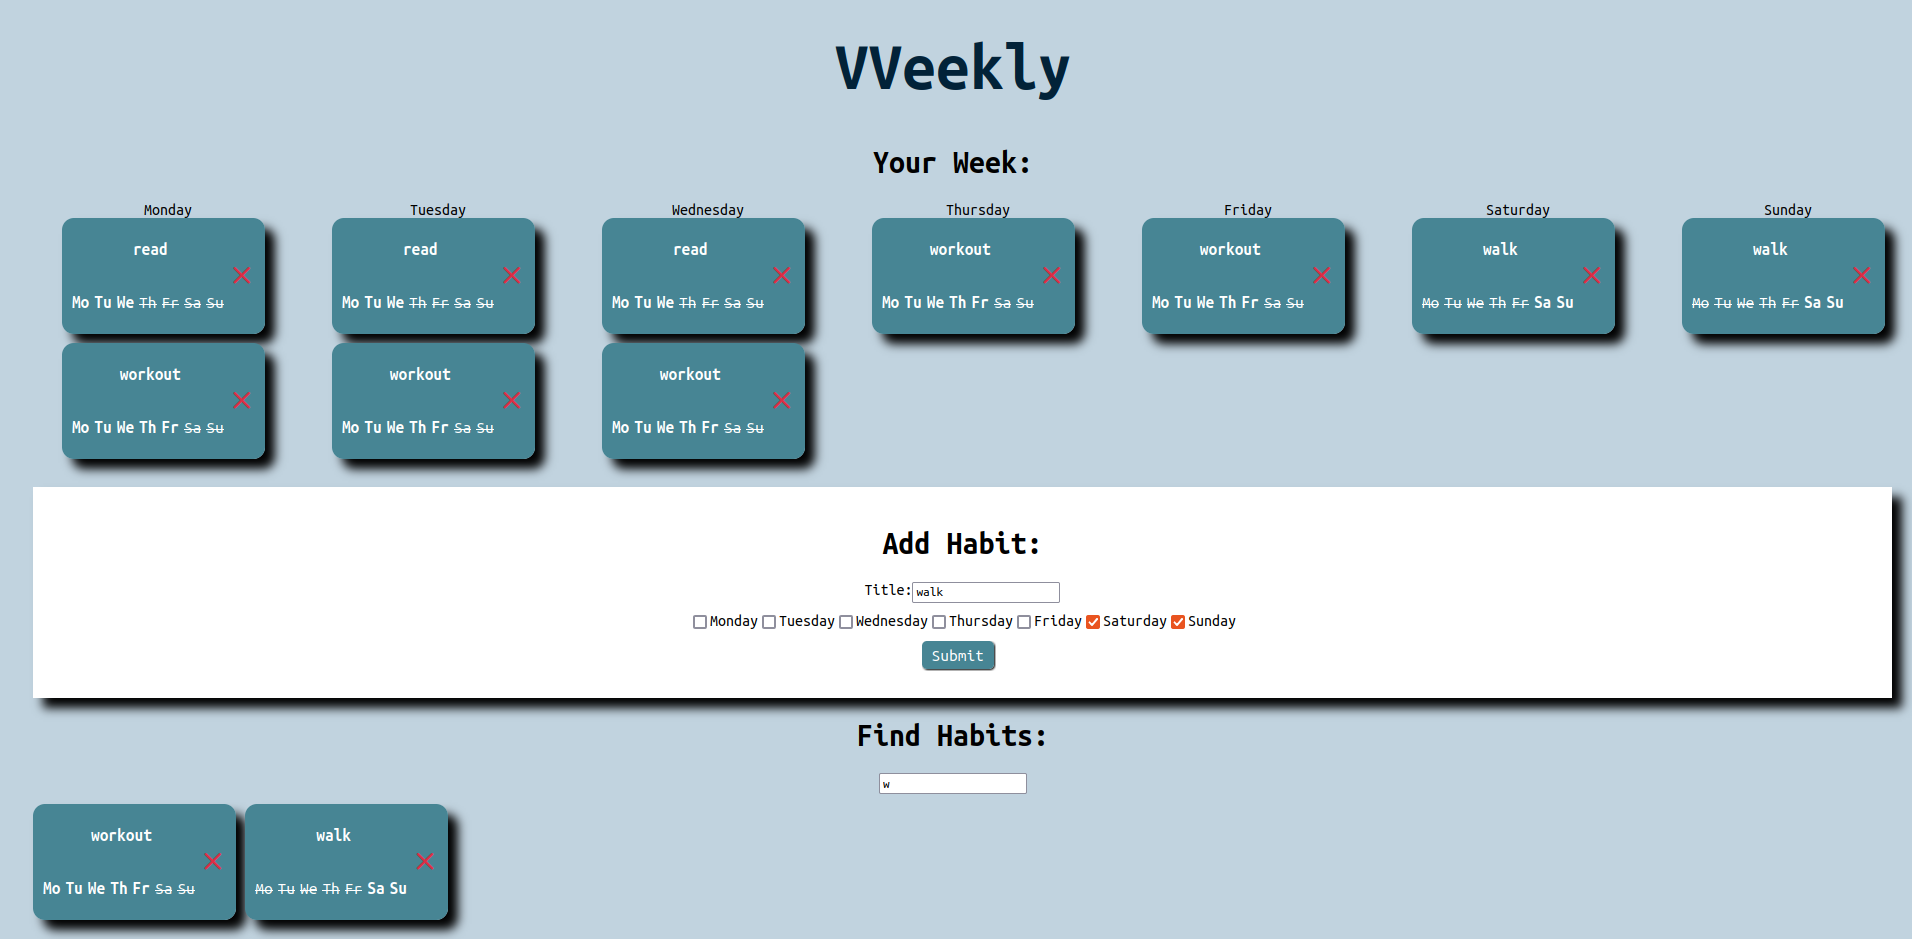 VVeekly
Your Week:
Monday Tuesday Wednesday Thursday Friday Saturday Sunday
read read read workout workout walk walk
Mo Tu We Th Fr Sa Su Mo Tu We Th Fr Sa Su Mo Tu We Th Fr Sa Su Mo Tu We Th Fr Sa Su Mo Tu We Th Fr Sa Su Mo Tu We Th Fr Sa Su Mo Tu We Th Fr Sa Su
workout workout workout
Mo Tu We Th Fr Sa Su Mo Tu We Th Fr Sa Su Mo Tu We Th Fr Sa Su
Add Habit:
Title: walk
Monday Tuesday Wednesday Thursday Friday Saturday Sunday
Submit
Find Habits:
w
workout walk
Mo Tu We Th Fr Sa Su Mo Tu We Th Fr Sa Su